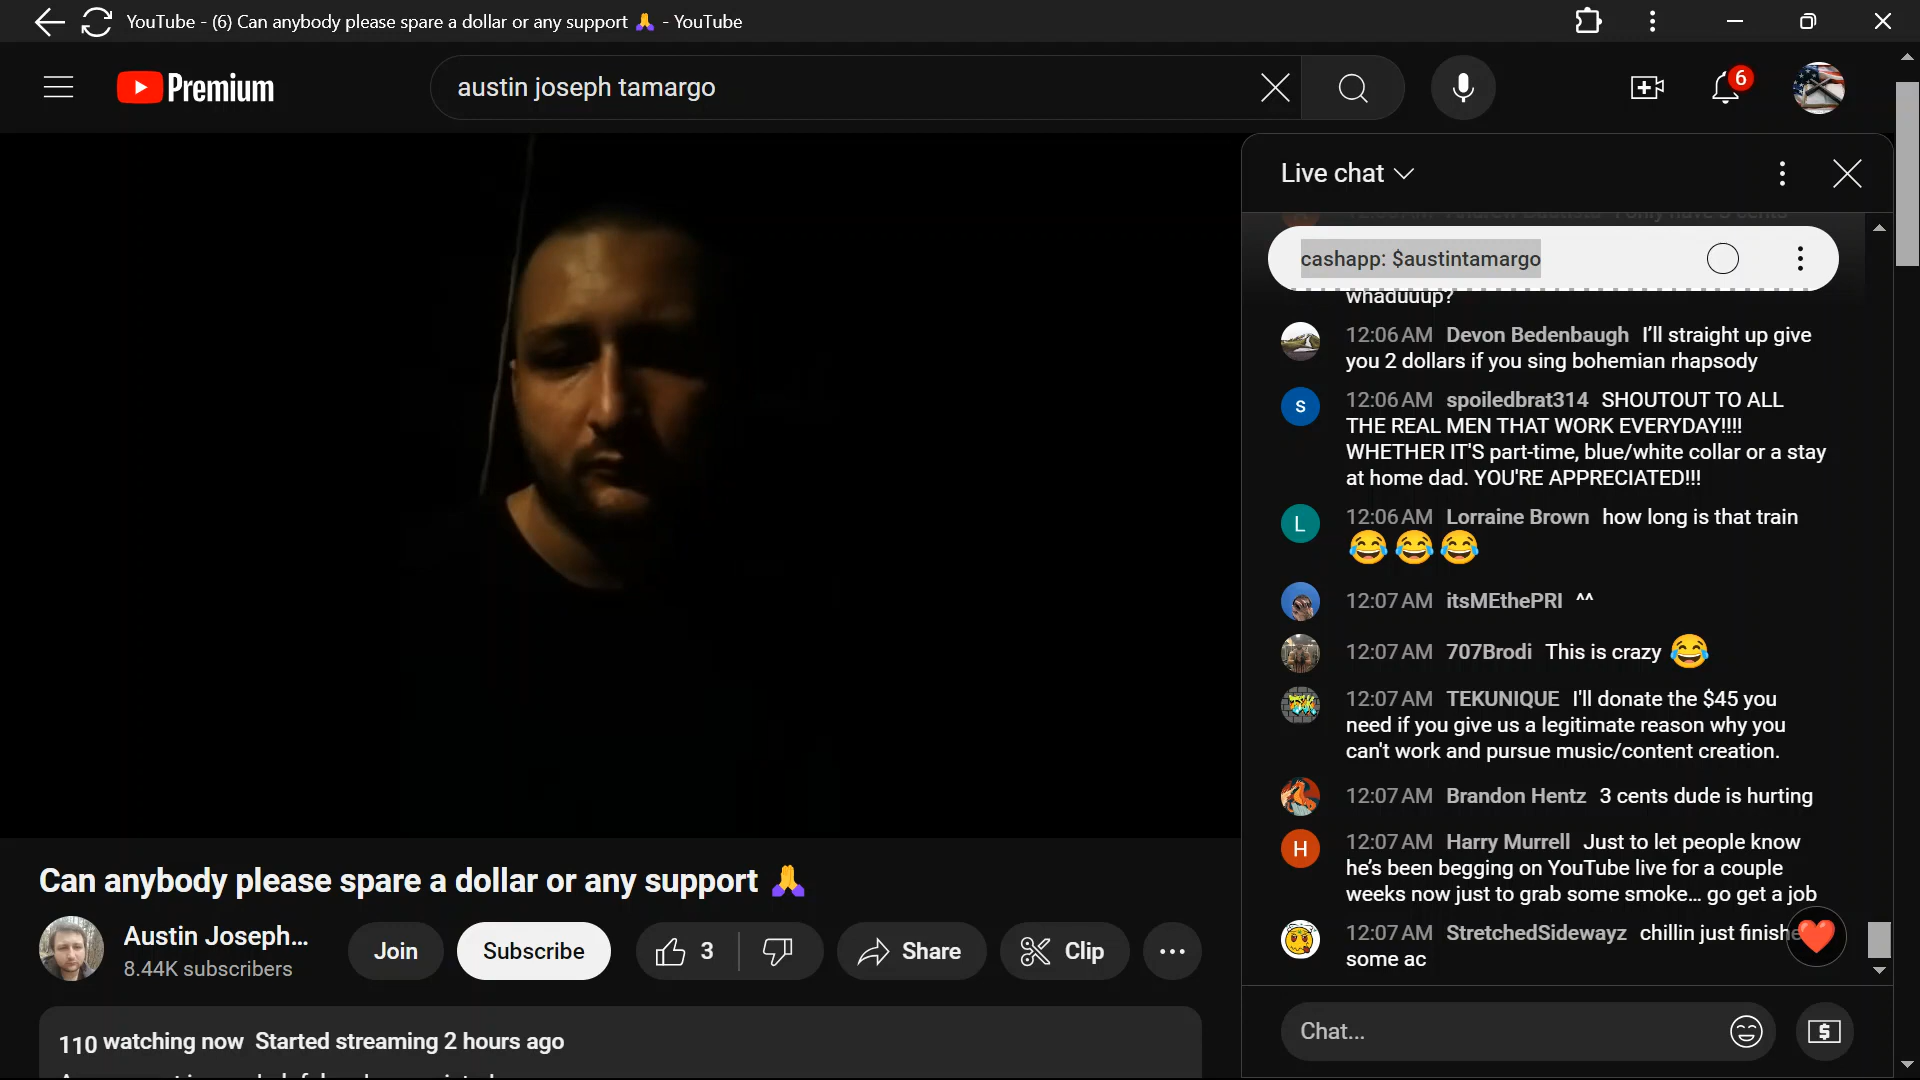 YouTube - (6) Can anybody please spare a dollar or any support 🙏 - YouTube
Premium
austin joseph tamargo
6
Live chat
cashapp: $austintamargo
whaduuup?
12:06 AM Devon Bedenbaugh I'll straight up give
you 2 dollars if you sing bohemian rhapsody
S
12:06 AM spoiledbrat314 SHOUTOUT TO ALL
THE REAL MEN THAT WORK EVERYDAY!!!!
WHETHER IT'S part-time, blue/white collar or a stay
at home dad. YOU'RE APPRECIATED!!!
L
12:06 AM Lorraine Brown how long is that train
😂😂😂
12:07 AM itsMEthePRI ^^
12:07 AM 707Brodi This is crazy 😂
12:07 AM TEKUNIQUE I'll donate the $45 you
need if you give us a legitimate reason why you
can't work and pursue music/content creation.
12:07 AM Brandon Hentz 3 cents dude is hurting
H
12:07 AM Harry Murrell Just to let people know
he's been begging on YouTube live for a couple
weeks now just to grab some smoke... go get a job
12:07 AM StretchedSidewayz chillin just finishe
some ac
Chat...
Can anybody please spare a dollar or any support 🙏
Austin Joseph...
8.44K subscribers
Join
Subscribe
3
Share
Clip
110 watching now Started streaming 2 hours ago